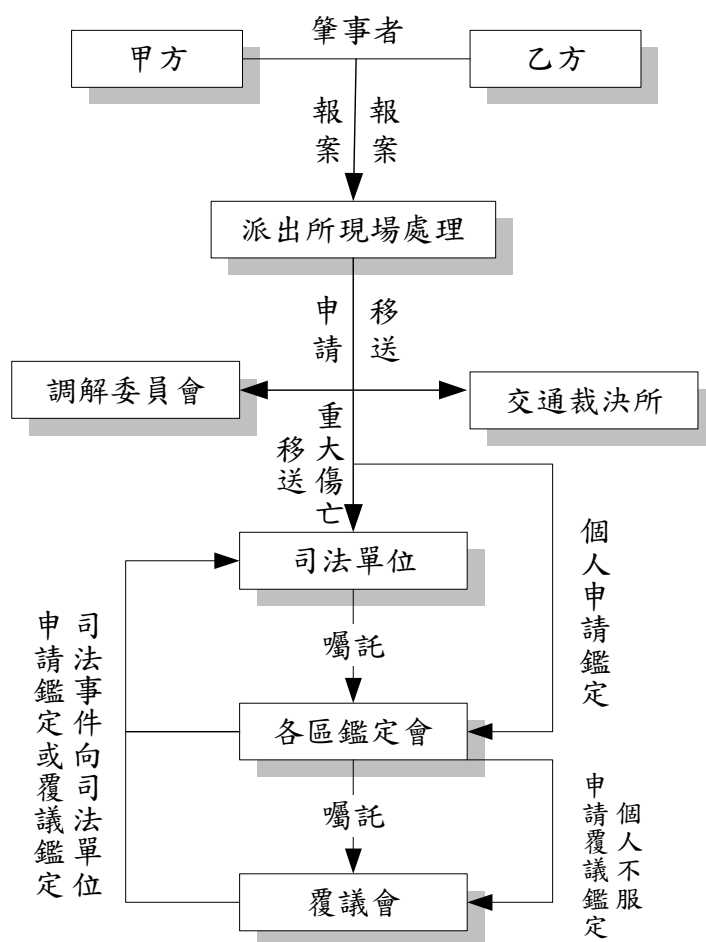 肇事者
甲方
乙方
報案
報案
派出所現場處理
申請
移送
調解委員會
交通裁決所
重大傷亡
移送
司法單位
個人申請鑑定
囑託
司法事件向司法單位
申請鑑定或覆議鑑定
各區鑑定會
囑託
個人不服
申請覆議鑑定
覆議會